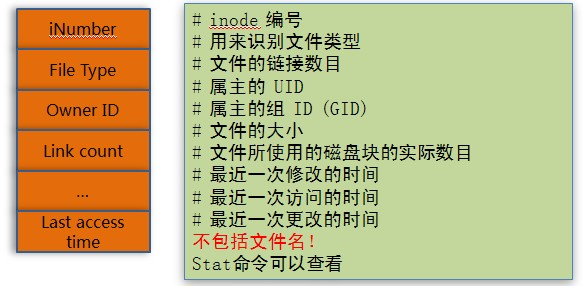 iNumber
File Type
Owner ID
Link count
...
Last access
time
# inode 编号
# 用来识别文件类型
# 文件的链接数目
# 属主的 UID
# 属主的组 ID (GID)
# 文件的大小
# 文件所使用的磁盘块的实际数目
# 最近一次修改的时间
# 最近一次访问的时间
# 最近一次更改的时间
不包括文件名!
Stat命令可以查看